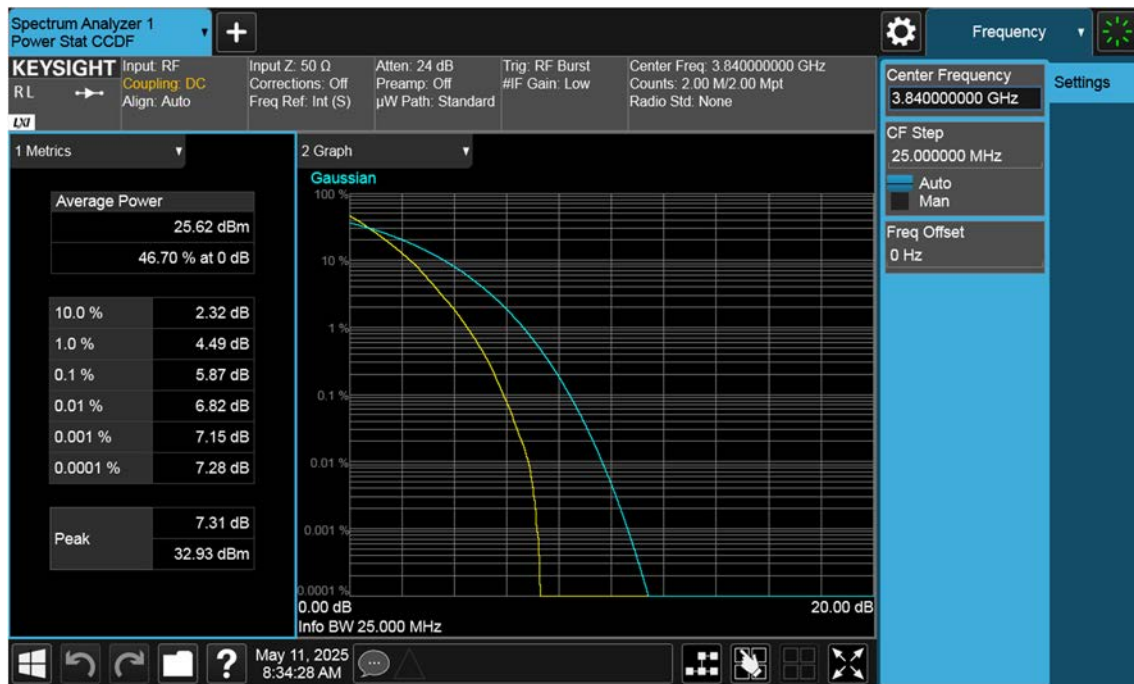 Spectrum Analyzer 1
Power Stat CCDF
+
Frequency
KEYSIGHT
RL
LXI
Input: RF
Coupling: DC
Align: Auto
Input Z: 50 Ω
Corrections: Off
Freq Ref: Int (S)
Atten: 24 dB
Preamp: Off
µW Path: Standard
Trig: RF Burst
#IF Gain: Low
Center Freq: 3.840000000 GHz
Counts: 2.00 M/2.00 Mpt
Radio Std: None
Center Frequency
3.840000000 GHz
Settings
CF Step
25.000000 MHz
Auto
Man
Freq Offset
0 Hz
1 Metrics
Average Power
25.62 dBm
46.70 % at 0 dB
10.0 % 2.32 dB
1.0 % 4.49 dB
0.1 % 5.87 dB
0.01 % 6.82 dB
0.001 % 7.15 dB
0.0001 % 7.28 dB
Peak
7.31 dB
32.93 dBm
2 Graph
Gaussian
100 %
10 %
1 %
0.1 %
0.01 %
0.001 %
0.0001 %
0.00 dB 20.00 dB
Info BW 25.000 MHz
?
May 11, 2025
8:34:28 AM